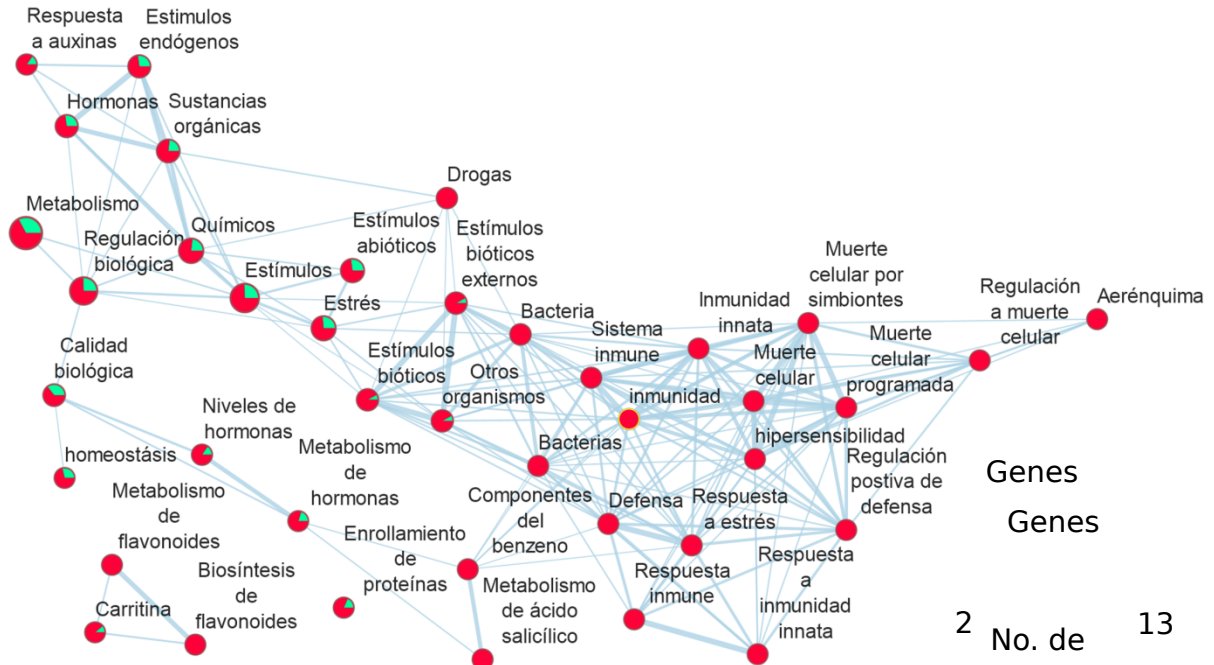 Respuesta
a auxinas
Estimulos
endógenos
Hormonas
Sustancias
orgánicas
Drogas
Metabolismo
Químicos
Regulación
biológica
Estímulos
abióticos
Estímulos
Estrés
Estímulos
bióticos
externos
Bacteria
Sistema
inmune
Inmunidad
innata
Muerte
celular por
simbiontes
Regulación
a muerte
celular
Aerénquima
Muerte
celular
Muerte
celular
programada
Calidad
biológica
Estímulos
bióticos
Otros
organismos
inmunidad
Niveles de
hormonas
Bacterias
hipersensibilidad
homeostásis
Metabolismo
de
hormonas
Regulación
postiva de
defensa
Metabolismo
de
flavonoides
Componentes
del
benzeno
Defensa
Respuesta
a estrés
Enrollamiento
de
proteínas
Biosíntesis
de
flavonoides
Carritina
Metabolismo
de ácido
salicílico
Respuesta
inmune
Respuesta
a
inmunidad
innata
Genes
Genes
2 No. de 13